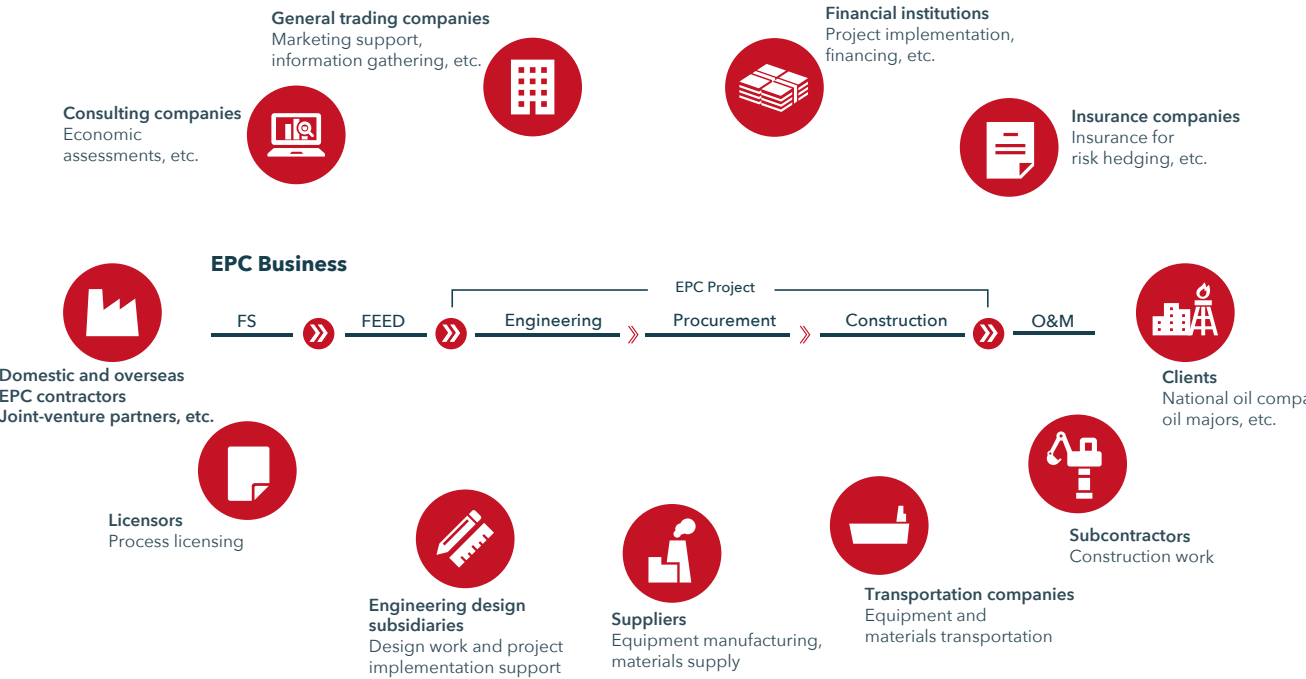 General trading companies
Marketing support,
information gathering, etc.
Financial institutions
Project implementation,
financing, etc.
Consulting companies
Economic
assessments, etc.
Insurance companies
Insurance for
risk hedging, etc.
EPC Business
EPC Project
FS
FEED
Engineering
Procurement
Construction
O&M
Domestic and overseas
EPC contractors
Joint-venture partners, etc.
Clients
National oil compa
oil majors, etc.
Licensors
Process licensing
Subcontractors
Construction work
Engineering design
subsidiaries
Design work and project
implementation support
Suppliers
Equipment manufacturing,
materials supply
Transportation companies
Equipment and
materials transportation